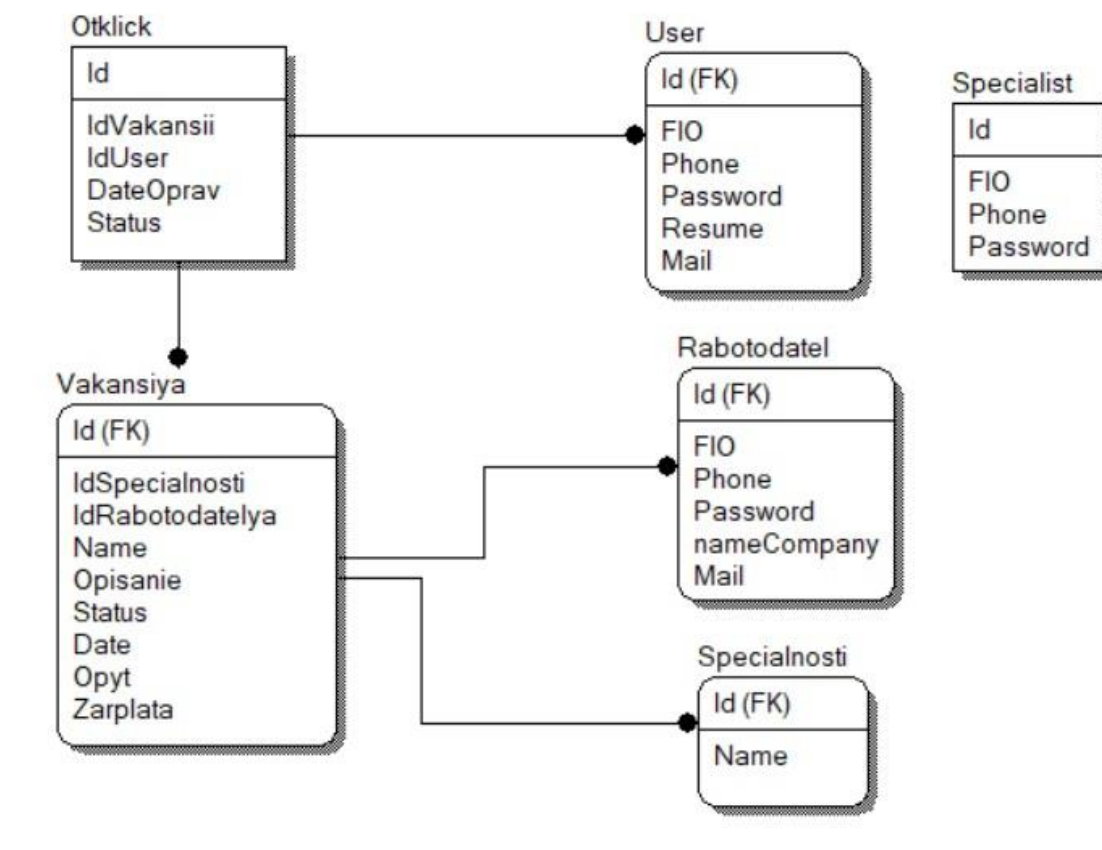 Otklick
Id
IdVakansii
IdUser
DateOprav
Status
User
Id (FK)
FIO
Phone
Password
Resume
Mail
Specialist
Id
FIO
Phone
Password
Vakansiya
Id (FK)
IdSpecialnosti
IdRabotodatelya
Name
Opisanie
Status
Date
Opyt
Zarplata
Rabotodatel
Id (FK)
FIO
Phone
Password
nameCompany
Mail
Specialnosti
Id (FK)
Name